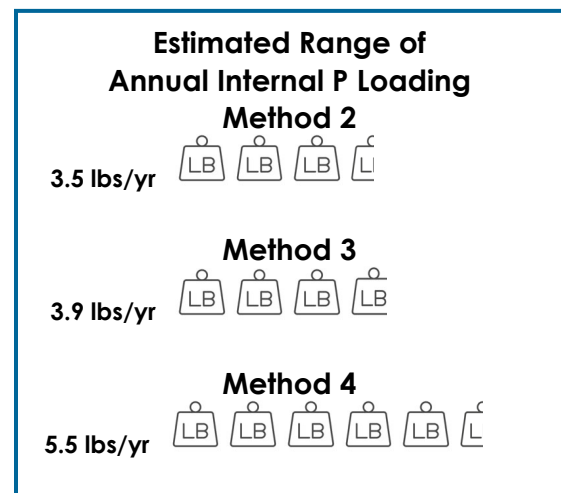 Estimated Range of
Annual Internal P Loading
Method 2
3.5 lbs/yr LB LB LB L
Method 3
3.9 lbs/yr LB LB LB LB
Method 4
5.5 lbs/yr LB LB LB LB LB L